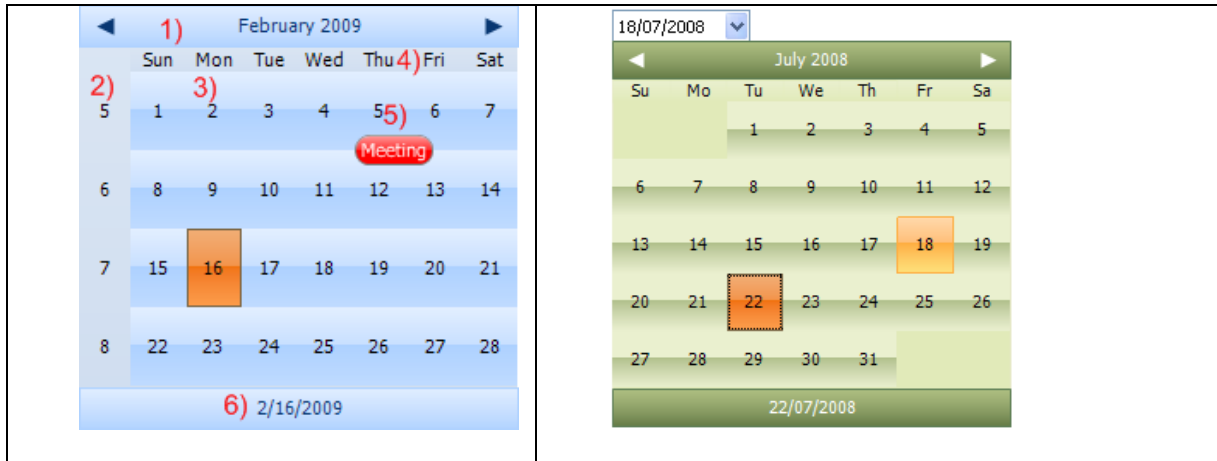 1) February 2009
Sun Mon Tue Wed Thu 4) Fri Sat
2) 3)
5 1 2 3 4 5 5) 6 7
Meeting
6 8 9 10 11 12 13 14
7 15 16 17 18 19 20 21
8 22 23 24 25 26 27 28
6) 2/16/2009
18/07/2008
July 2008
Su Mo Tu We Th Fr Sa
1 2 3 4 5
6 7 8 9 10 11 12
13 14 15 16 17 18 19
20 21 22 23 24 25 26
27 28 29 30 31
22/07/2008